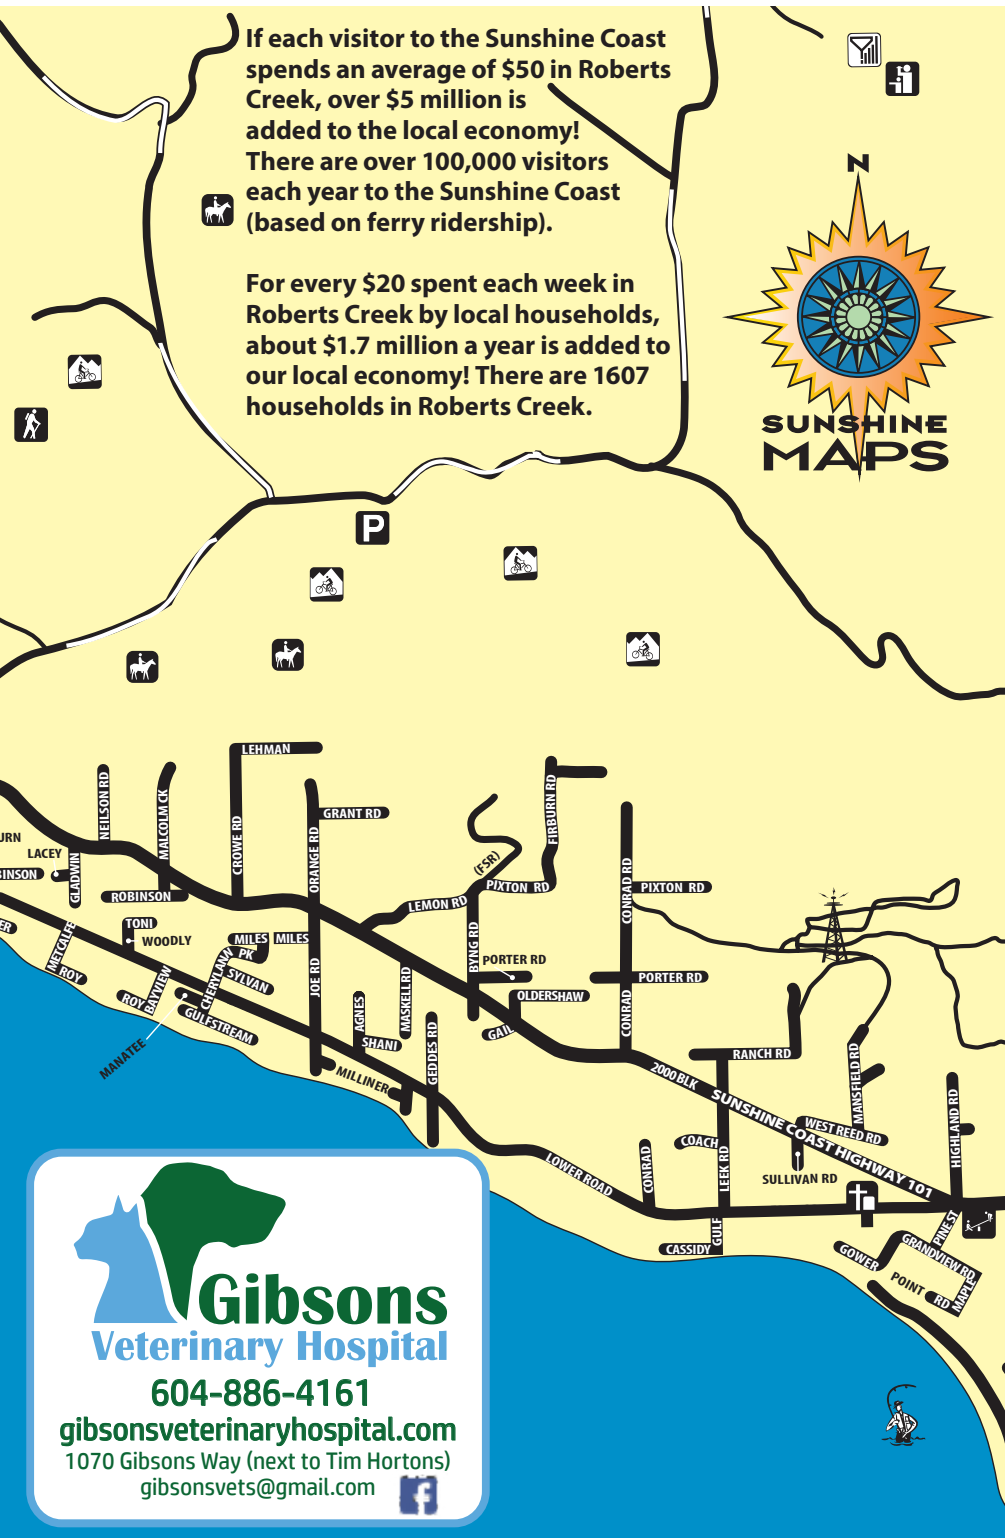 If each visitor to the Sunshine Coast
spends an average of $50 in Roberts
Creek, over $5 million is
added to the local economy!
There are over 100,000 visitors
each year to the Sunshine Coast
(based on ferry ridership).
For every $20 spent each week in
Roberts Creek by local households,
about $1.7 million a year is added to
our local economy! There are 1607
households in Roberts Creek.
N
SUNSHINE
MAPS
P
LEHMAN
NEILSON RD
MALCOLM CK
CROWE RD
GRANT RD
ORANGE RD
FIRBURN RD
URN
LACEY
INSON
GLADWIN
ROBINSON
(FSR)
PIXTON RD
LEMON RD
CONRAD RD
PIXTON RD
ER
METCALFE
TONI
WOODLY
MILES
MILES
PK
BYNG RD
PORTER RD
PORTER RD
ROY
ROY
BAYVIEW
CHERYLANN
SYLVAN
JOE RD
MASKELL RD
OLDERSHAW
GAIL
CONRAD
GULFSTREAM
MANATEE
AGNES
SHANI
GEDDES RD
MILLINER
RANCH RD
2000 BLK
SUNSHINE COAST HIGHWAY 101
MANSFIELD RD
HIGHLAND RD
WEST REED RD
COACH
LEEK RD
SULLIVAN RD
LOWER ROAD
CONRAD
GULF
CASSIDY
PINE ST
GRANDVIEW RD
GOWER
POINT
RD
MAPLE
Gibsons
Veterinary Hospital
604-886-4161
gibsonsveterinaryhospital.com
1070 Gibsons Way (next to Tim Hortons)
gibsonsvets@gmail.com
f